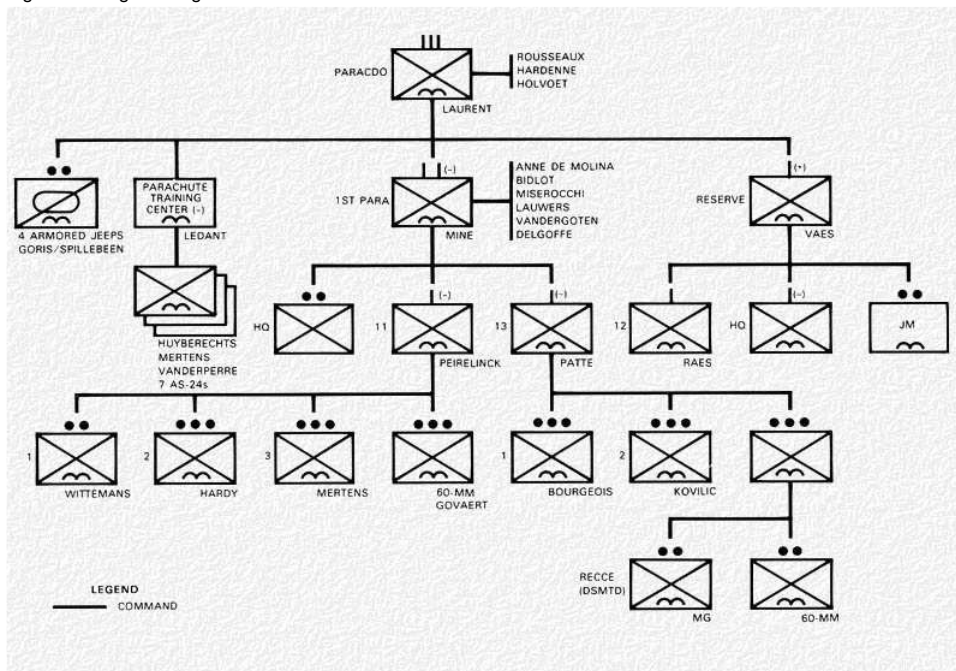 PARACDO
ROUSSEAUX
HARDENNE
HOLVOET
LAURENT
4 ARMORED JEEPS
GORIS/SPILLEBEEN
PARACHUTE
TRAINING
CENTER (-)
LEDANT
HUYBERECHTS
MERTENS
VANDERPERRE
7 AS-24s
(-)
1ST PARA
MINE
ANNE DE MOLINA
BIDLOT
MISEROCCHI
LAUWERS
VANDERGOTEN
DELGOFFE
(+)
RESERVE
VAES
HQ
(-)
11
PEIRELINCK
(-)
13
PATTE
12
RAES
(-)
HQ
JM
1
WITTEMANS
2
HARDY
3
MERTENS
60-MM
GOVAERT
1
BOURGEOIS
2
KOVILIC
RECCE
(DSMTD)
MG
60-MM
LEGEND
COMMAND